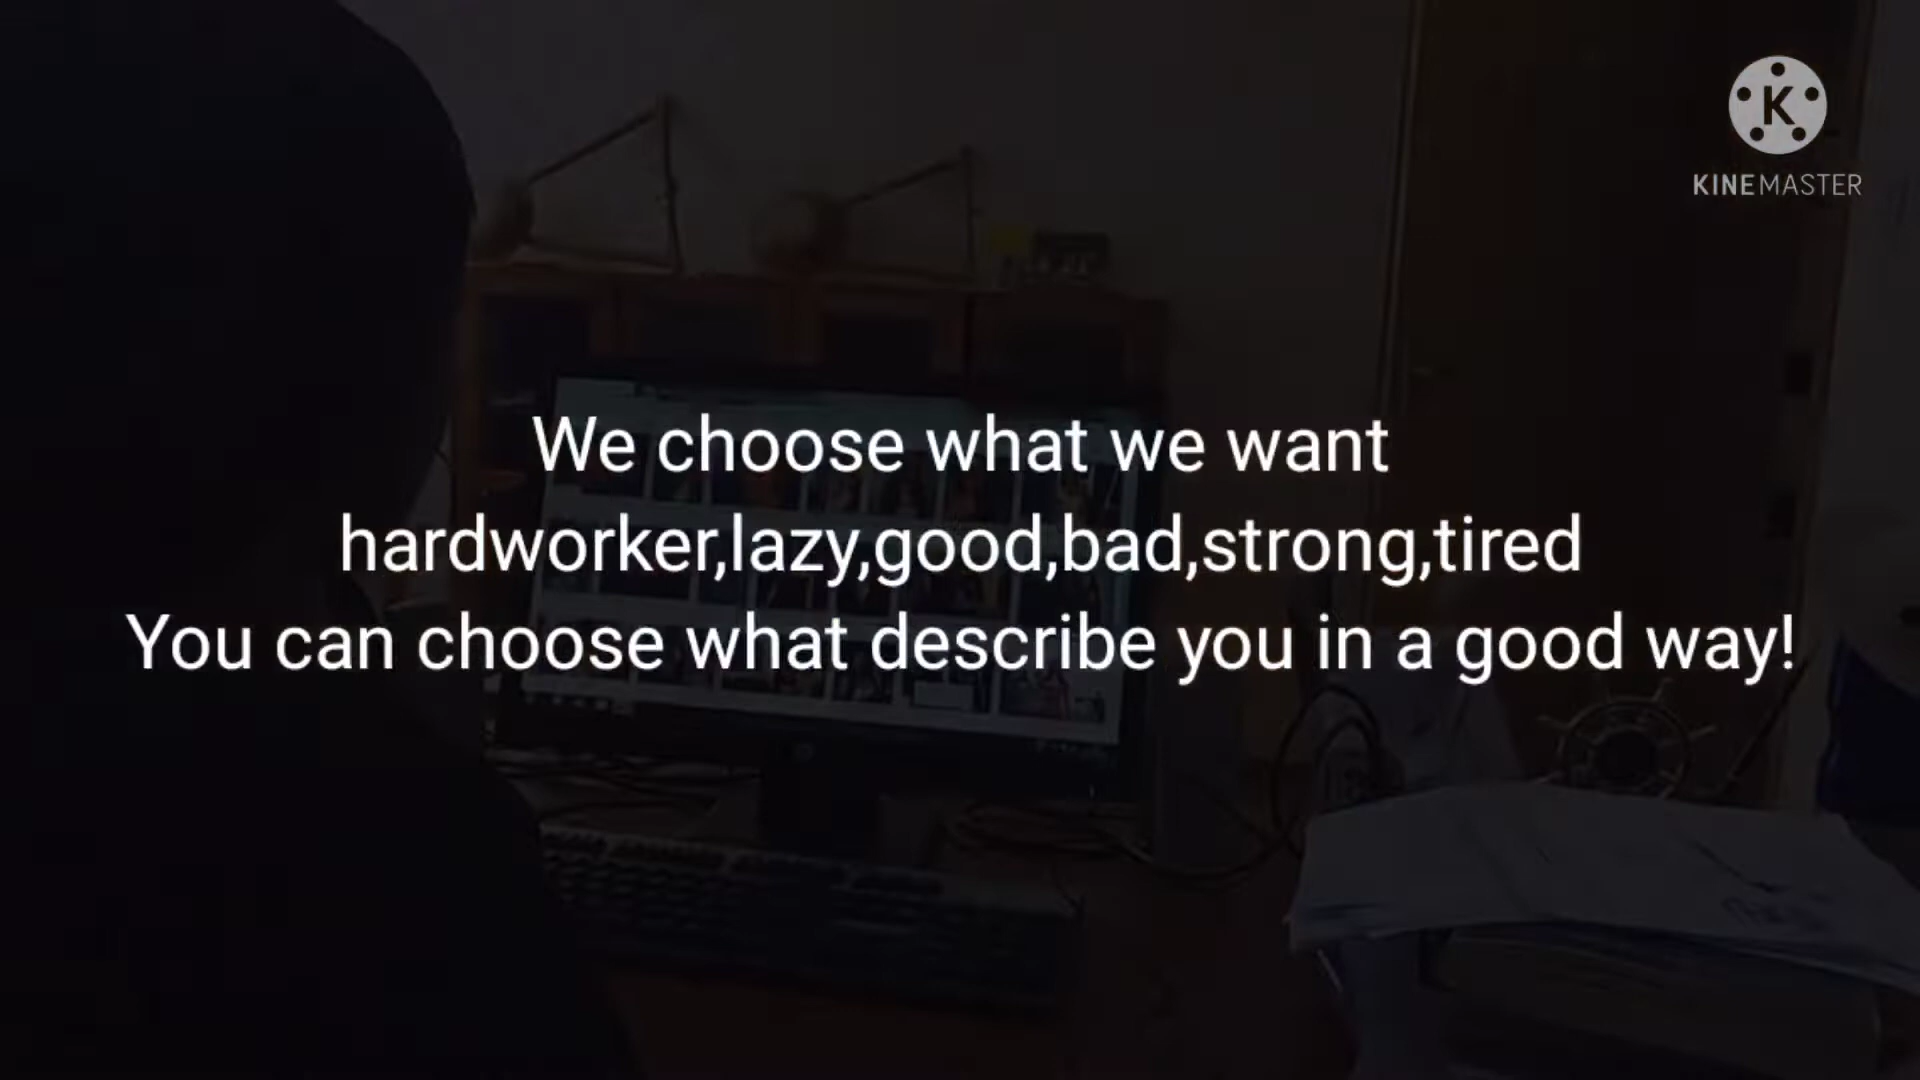 K
KINEMASTER
We choose what we want
hardworker,lazy,good,bad,strong,tired
You can choose what describe you in a good way!